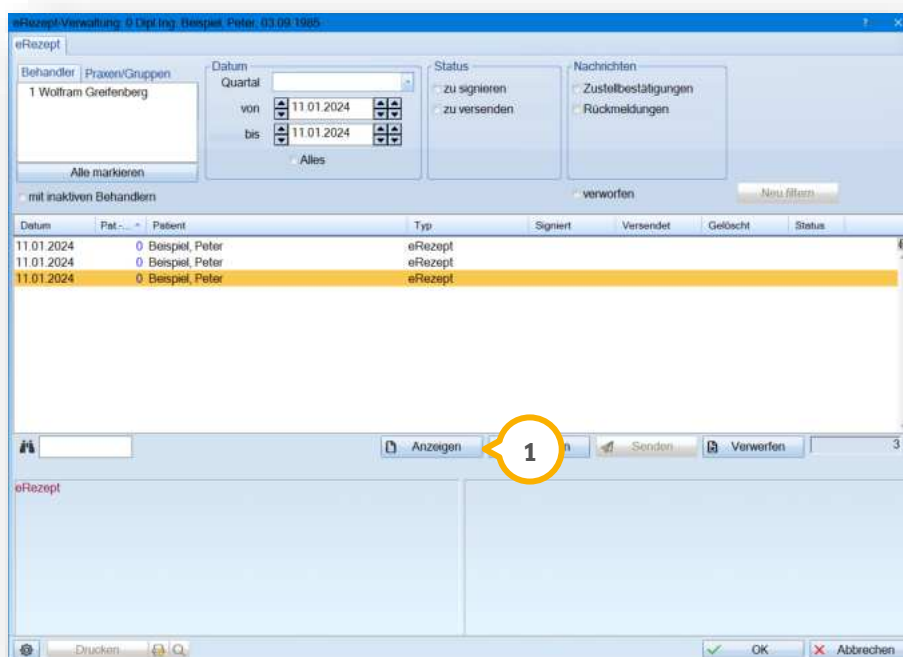 eRezept-Verwaltung: 0 Dipl.Ing. Beispiel, Peter, 03.09.1985
eRezept
Behandler Praxen/Gruppen
1 Wolfram Greifenberg
Alle markieren
mit inaktiven Behandlern
Datum
Quartal
von 11.01.2024
bis 11.01.2024
Alles
Status
zu signieren
zu versenden
Nachrichten
Zustellbestätigungen
Rückmeldungen
verworfen
Neu filtern
Datum Pat.-... Patient Typ Signiert Versendet Gelöscht Status
11.01.2024 0 Beispiel, Peter eRezept
11.01.2024 0 Beispiel, Peter eRezept
11.01.2024 0 Beispiel, Peter eRezept
Anzeigen 1 n Senden Verwerfen 3
eRezept
Drucken OK Abbrechen